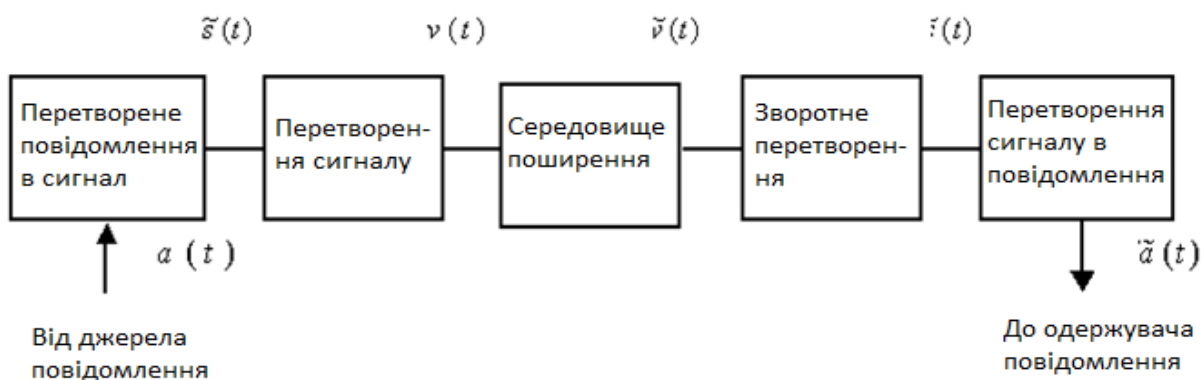 s̃(t)
v(t)
ṽ(t)
(t)
Перетворене
повідомлення
в сигнал
Перетворен-
ня сигналу
Середовище
поширення
Зворотне
перетворен-
ня
Перетворення
сигналу в
повідомлення
a (t)
ã(t)
Від джерела
повідомлення
До одержувача
повідомлення